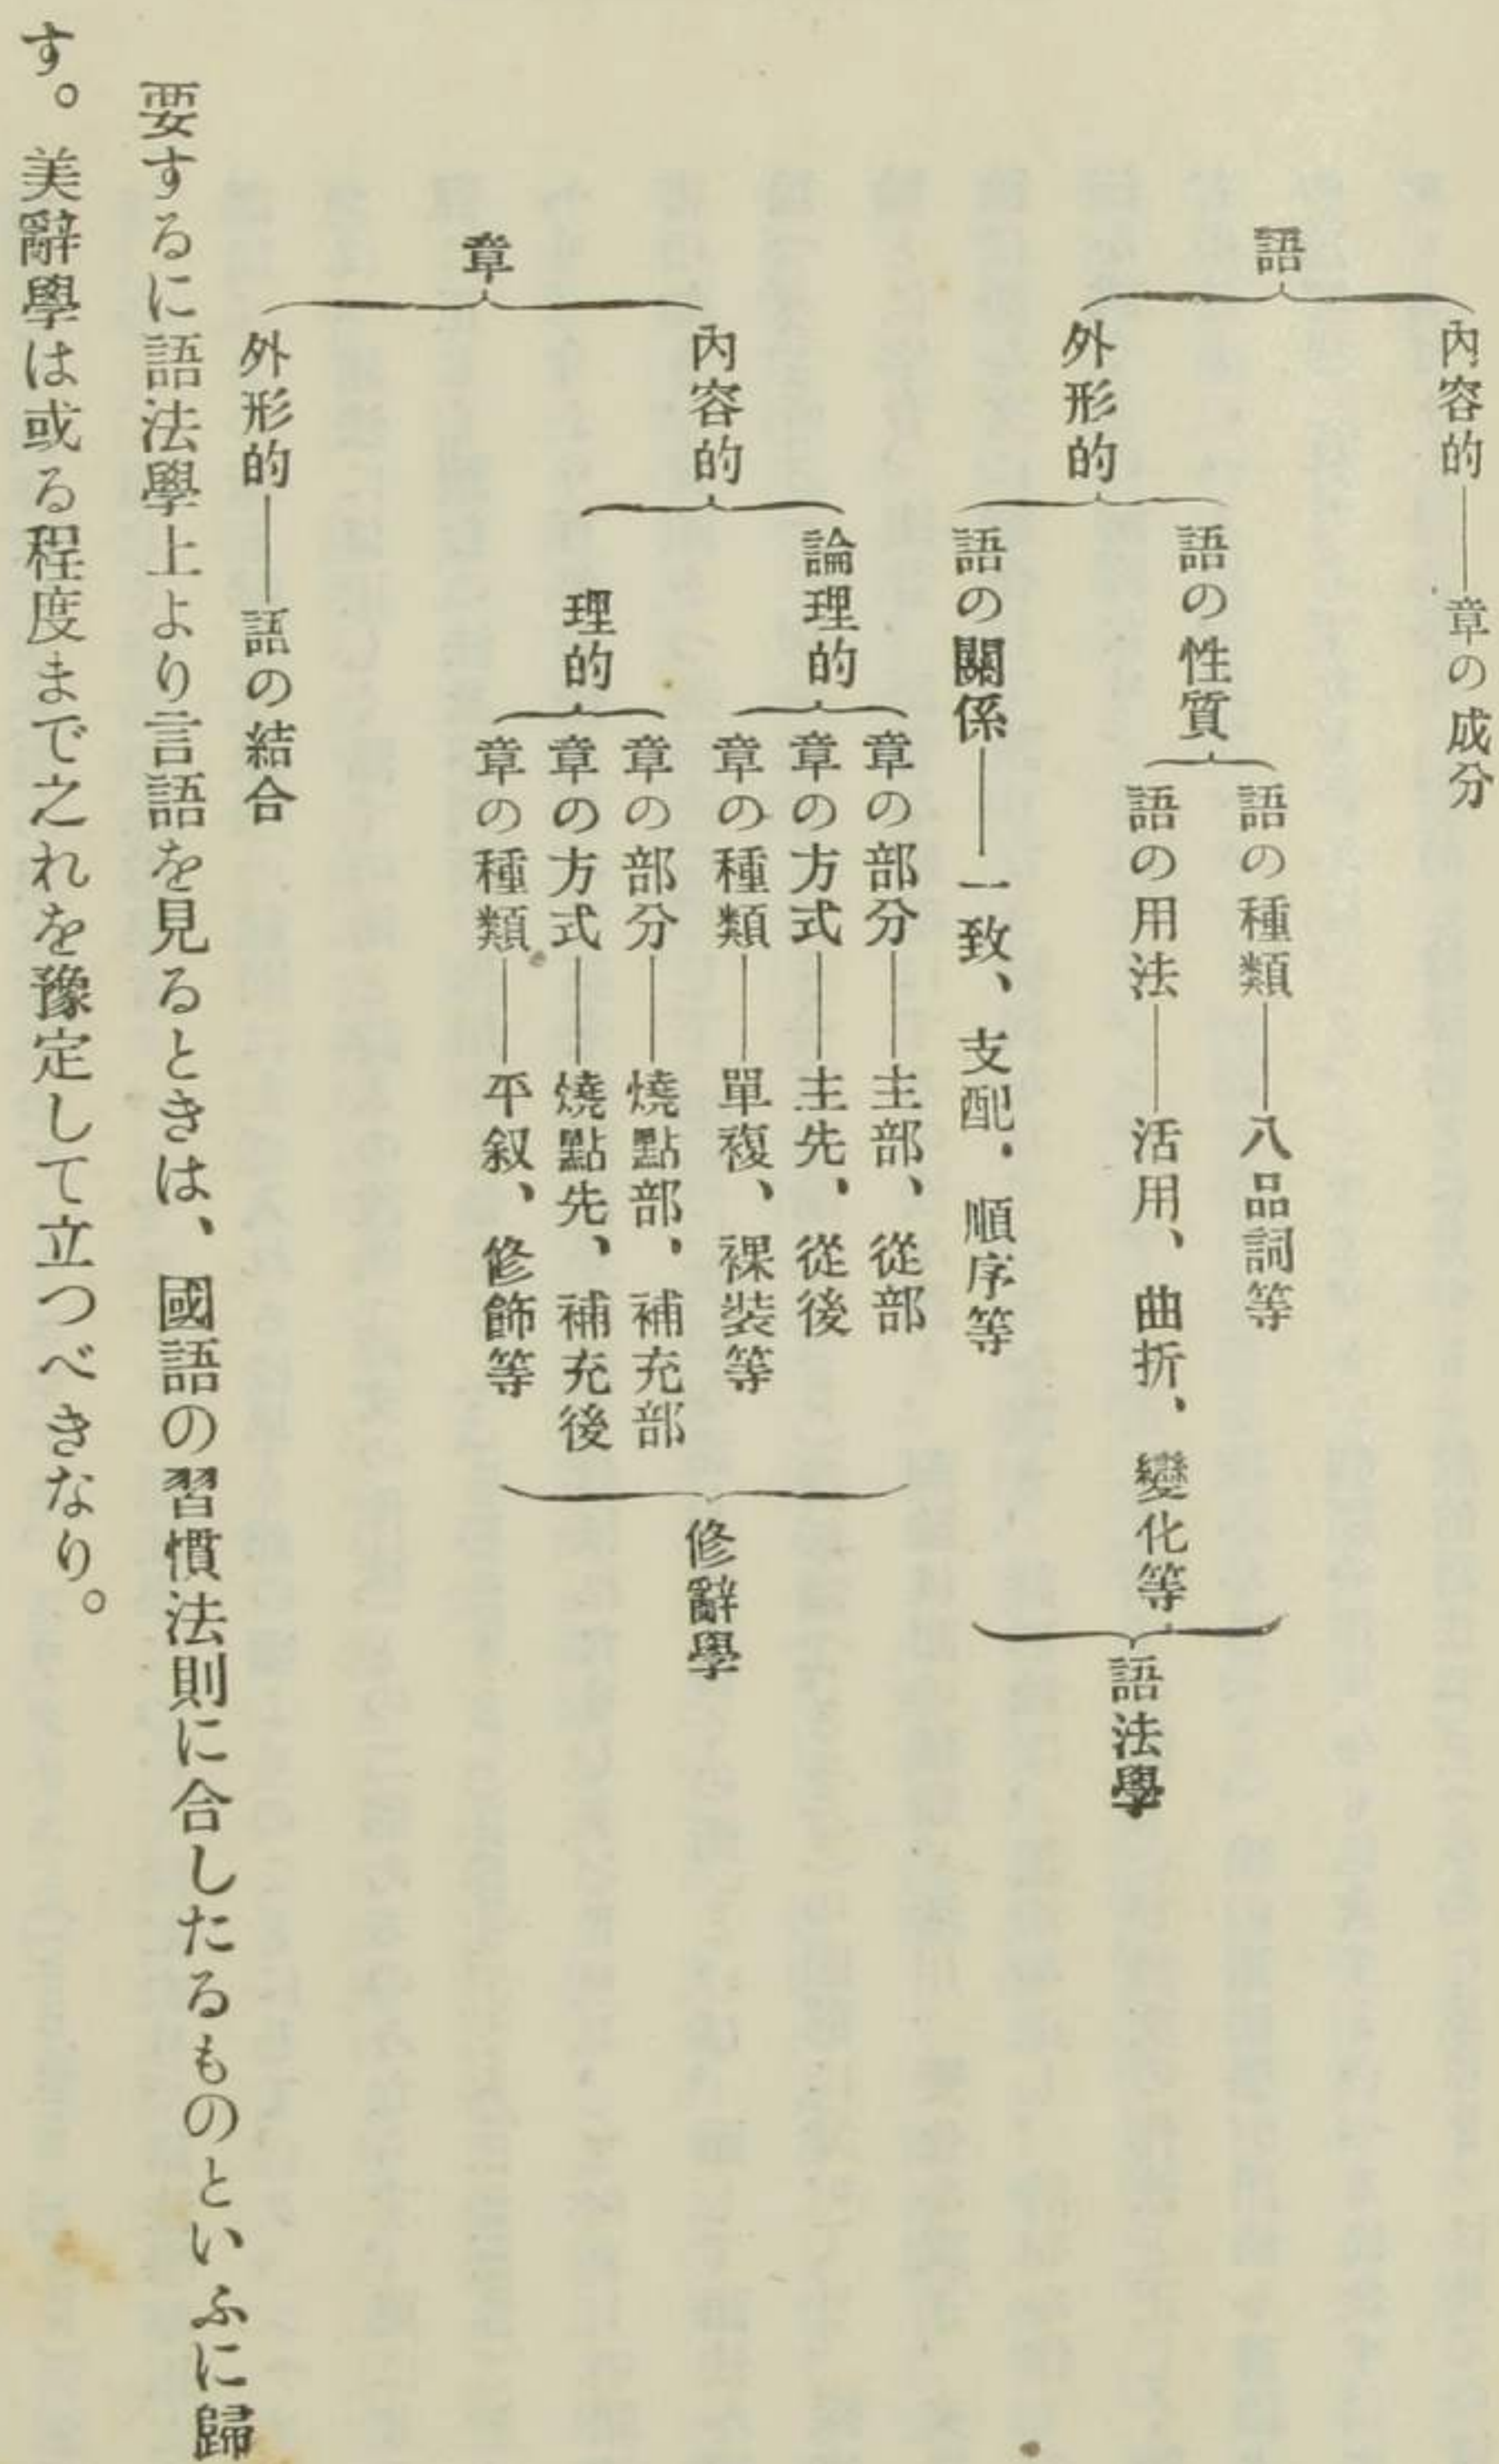 語
內容的――章の成分
外形的
語の性質
語の種類――八品詞等
語の用法――活用、曲折、變化等
語の關係――一致、支配、順序等
語法學
章
內容的
論理的
章の部分――主部、從部
章の方式――主先、從後
章の種類――單複、裸裝等
理的
章の部分――燒點部、補充部
章の方式――燒點先、補充後
章の種類――平叙、修飾等
修辭學
外形的――語の結合
要するに語法學上より言語を見るときは、國語の習慣法則に合したるものといふに歸
す。美辭學は或る程度まで之れを豫定して立つべきなり。